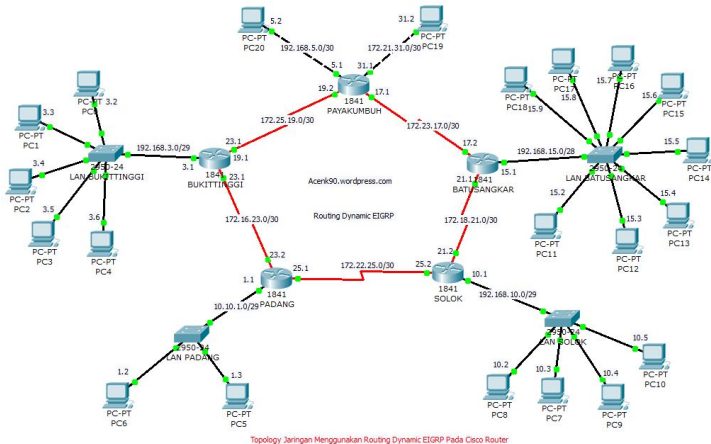 5.2
PC-PT
PC20
192.168.5.0/30
31.2
PC-PT
PC19
172.21.31.0/30
5.1
31.1
19.2
17.1
1841
PAYAKUMBUH
172.25.19.0/30
172.23.17.0/30
PC-PT
3.2
3.3
PC-PT
PC1
3.4
PC-PT
PC2
3.5
PC-PT
PC3
3.6
PC-PT
PC4
2950-24
LAN BUKITTINGGI
192.168.3.0/29
3.1
23.1
19.1
BUKITTINGGI
23.1
172.16.23.0/30
Acenk90.wordpress.com
Routing Dynamic EIGRP
17.2
21.1
1841
BATUSANGKAR
15.1
192.168.15.0/28
2950-24
LAN BATUSANGKAR
PC-PT
PC18
15.9
PC-PT
PC17
15.8
15.7
PC-PT
PC16
15.6
PC-PT
PC15
15.5
PC-PT
PC14
15.4
PC-PT
PC13
15.3
PC-PT
PC12
15.2
PC-PT
PC11
172.18.21.0/30
23.2
25.1
1.1
1841
PADANG
172.22.25.0/30
21.2
25.2
10.1
1841
SOLOK
10.10.1.0/29
2950-24
LAN PADANG
1.2
PC-PT
PC6
1.3
PC-PT
PC5
192.168.10.0/29
2950-24
LAN SOLOK
10.2
PC-PT
PC8
10.3
PC-PT
PC7
10.4
PC-PT
PC9
10.5
PC-PT
PC10
Topology Jaringan Menggunakan Routing Dynamic EIGRP Pada Cisco Router